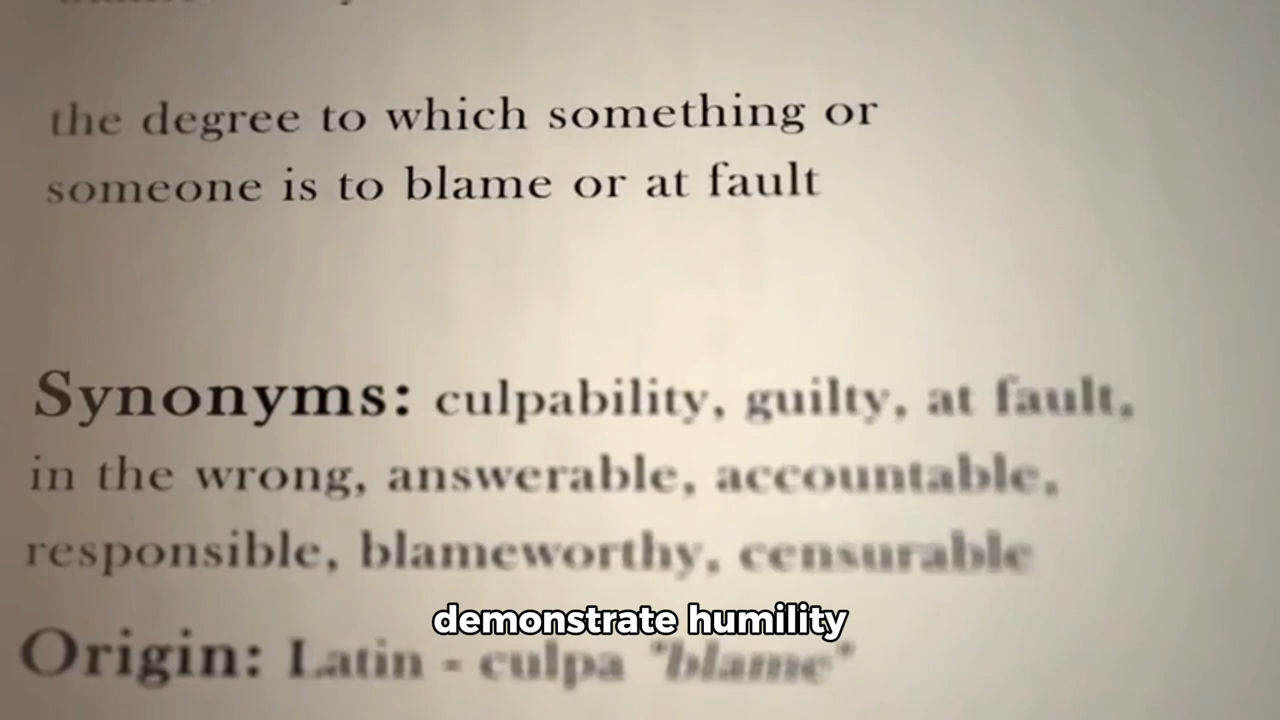 the degree to which something or
someone is to blame or at fault
Synonyms: culpability, guilty, at fault,
in the wrong, answerable, accountable,
responsible, blameworthy, censurable
demonstrate humility
Origin: Latin - culpa "blame"